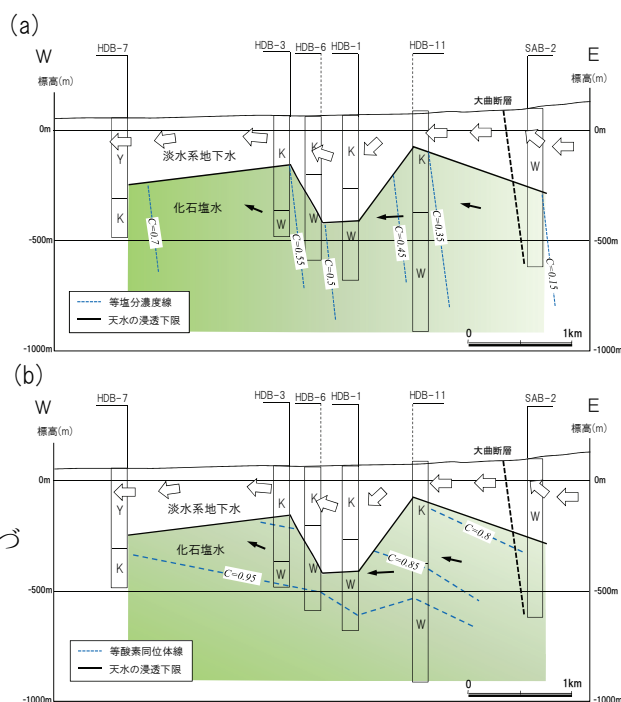 (a)
HDB-7
HDB-3
HDB-6
HDB-1
HDB-11
SAB-2
W
E
標高(m)
大曲断層
標高(m)
0m
0m
淡水系地下水
Y
K
K
K
K
W
化石塩水
K
W
W
W
W
C=0.7
C=0.55
C=0.5
C=0.45
C=0.35
C=0.15
-500m
-500m
等塩分濃度線
天水の浸透下限
0
1km
-1000m
-1000m
(b)
HDB-7
HDB-3
HDB-6
HDB-1
HDB-11
SAB-2
W
E
標高(m)
大曲断層
標高(m)
0m
0m
淡水系地下水
Y
K
K
K
K
W
づ
化石塩水
C=0.8
C=0.85
C=0.95
K
W
W
W
W
-500m
-500m
等酸素同位体線
天水の浸透下限
0
1km
-1000m
-1000m